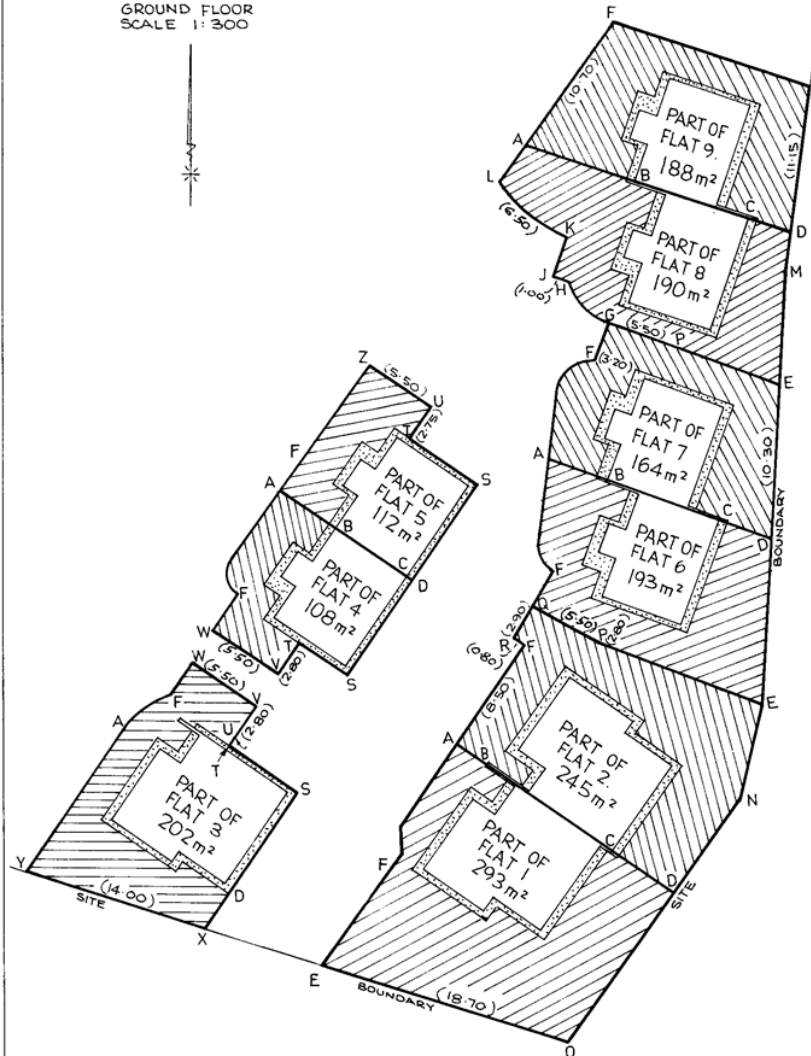 GROUND FLOOR
SCALE 1:300
F
(10.70)
A
PART OF
FLAT 9.
188m²
(11.15)
L
B
C
D
(6.50)
K
PART OF
FLAT 8
190m²
M
J
H
(1.00)
G
(5.50)
P
E
F
(3.20)
Z
(5.50)
U
PART OF
FLAT 7
164m²
(10.30)
T
(2.75)
S
F
A
B
C
D
BOUNDARY
A
PART OF
FLAT 5
112m²
B
C
D
PART OF
FLAT 6
193m²
F
PART OF
FLAT 4
108m²
F
Q
(5.50)
P
(2.80)
W
(5.50)
T
V
(2.80)
S
(2.90)
R
F
(0.80)
E
W
(5.50)
V
F
A
U
(2.80)
T
(8.50)
PART OF
FLAT 2.
245m²
A
B
N
S
PART OF
FLAT 3
202m²
PART OF
FLAT 1
293m²
C
D
SITE
Y
(14.00)
SITE
D
X
F
E
BOUNDARY
(18.70)
O